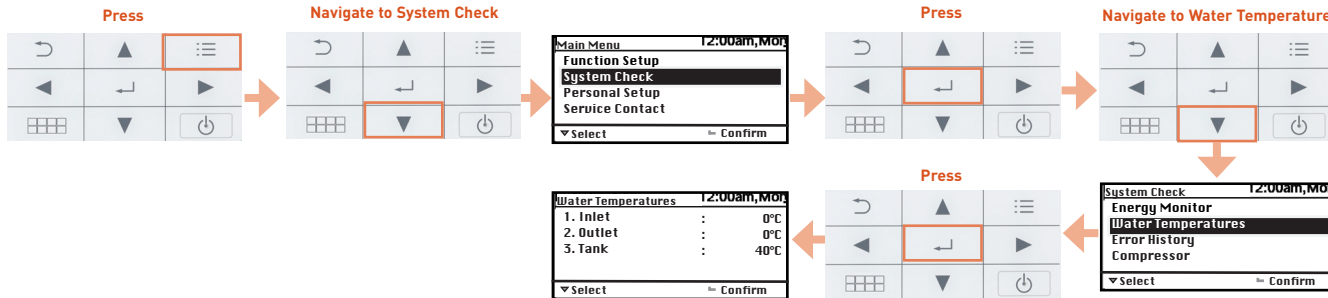 Press
Navigate to System Check
Main Menu 12:00am,Mon
Function Setup
System Check
Personal Setup
Service Contact
▼Select Confirm
Press
Navigate to Water Temperature
System Check 12:00am,Mo
Energy Monitor
Water Temperatures
Error History
Compressor
▼Select Confirm
Press
Water Temperatures 12:00am,Mon
1. Inlet : 0°C
2. Outlet : 0°C
3. Tank : 40°C
▼Select Confirm